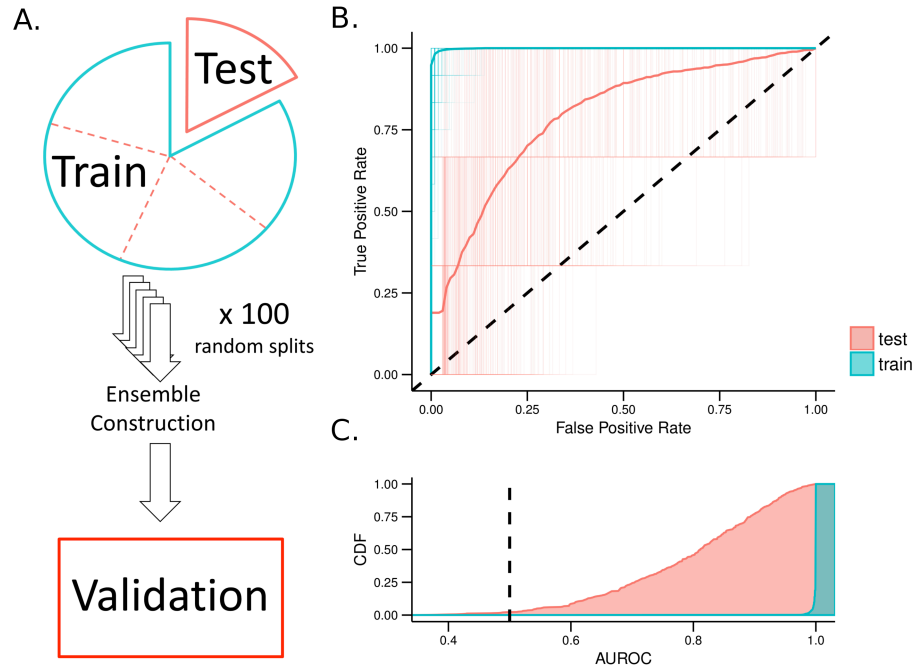 A.
Test
Train
x 100
random splits
Ensemble
Construction
Validation
B.
True Positive Rate
1.00
0.75
0.50
0.25
0.00
0.00 0.25 0.50 0.75 1.00
False Positive Rate
test
train
C.
CDF
1.00
0.75
0.50
0.25
0.00
0.4 0.6 0.8 1.0
AUROC